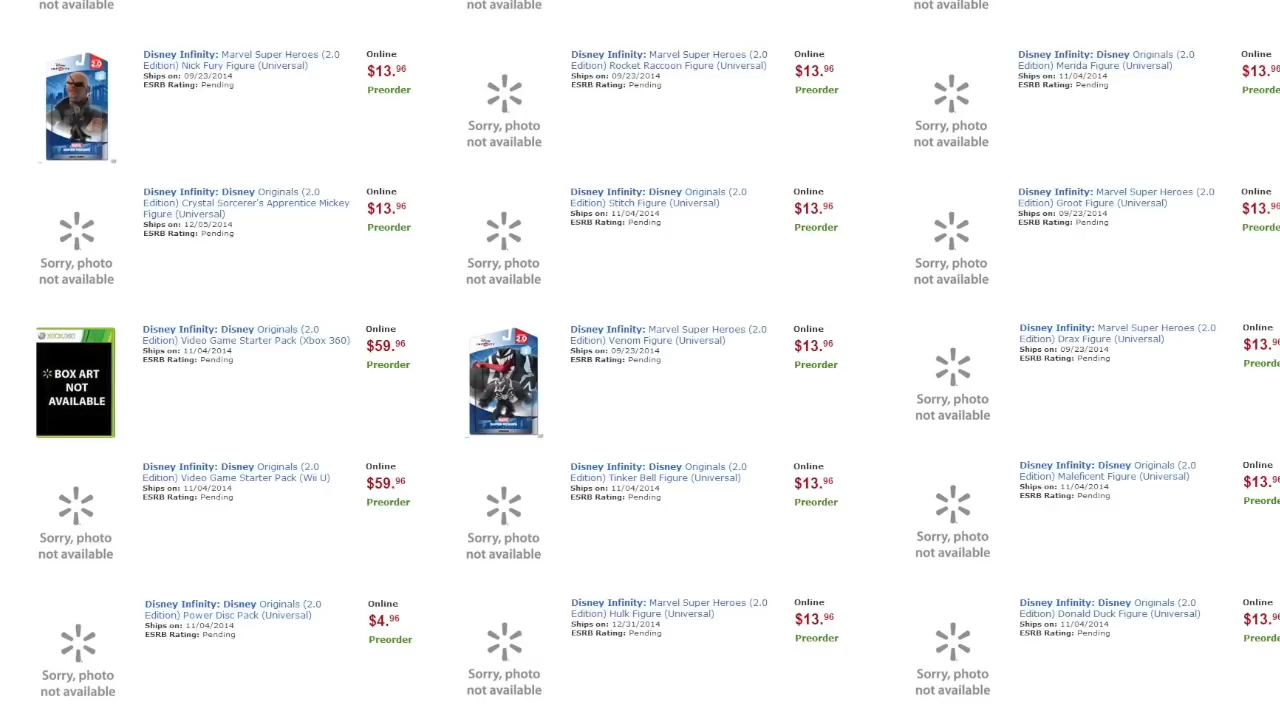 not available
not available
not available
Disney Infinity: Marvel Super Heroes (2.0
Edition) Nick Fury Figure (Universal)
Ships on: 09/23/2014
ESRB Rating: Pending
Online
$13.96
Preorder
Disney Infinity: Marvel Super Heroes (2.0
Edition) Rocket Raccoon Figure (Universal)
Ships on: 09/23/2014
ESRB Rating: Pending
Online
$13.96
Preorder
Sorry, photo
not available
Disney Infinity: Disney Originals (2.0
Edition) Merida Figure (Universal)
Ships on: 11/04/2014
ESRB Rating: Pending
Online
$13.96
Preorder
Sorry, photo
not available
Disney Infinity: Disney Originals (2.0
Edition) Crystal Sorcerer's Apprentice Mickey
Figure (Universal)
Ships on: 12/05/2014
ESRB Rating: Pending
Online
$13.96
Preorder
Sorry, photo
not available
Disney Infinity: Disney Originals (2.0
Edition) Stitch Figure (Universal)
Ships on: 11/04/2014
ESRB Rating: Pending
Online
$13.96
Preorder
Sorry, photo
not available
Disney Infinity: Marvel Super Heroes (2.0
Edition) Groot Figure (Universal)
Ships on: 09/23/2014
ESRB Rating: Pending
Online
$13.96
Preorder
Sorry, photo
not available
XBOX 360
BOX ART
NOT
AVAILABLE
Disney Infinity: Disney Originals (2.0
Edition) Video Game Starter Pack (Xbox 360)
Ships on: 11/04/2014
ESRB Rating: Pending
Online
$59.96
Preorder
2.0
Disney Infinity: Marvel Super Heroes (2.0
Edition) Venom Figure (Universal)
Ships on: 09/23/2014
ESRB Rating: Pending
Online
$13.96
Preorder
Disney Infinity: Marvel Super Heroes (2.0
Edition) Drax Figure (Universal)
Ships on: 09/23/2014
ESRB Rating: Pending
Online
$13.96
Preorde
Sorry, photo
not available
Disney Infinity: Disney Originals (2.0
Edition) Video Game Starter Pack (Wii U)
Ships on: 11/04/2014
ESRB Rating: Pending
Online
$59.96
Preorder
Sorry, photo
not available
Disney Infinity: Disney Originals (2.0
Edition) Tinker Bell Figure (Universal)
Ships on: 11/04/2014
ESRB Rating: Pending
Online
$13.96
Preorder
Sorry, photo
not available
Disney Infinity: Disney Originals (2.0
Edition) Maleficent Figure (Universal)
Ships on: 11/04/2014
ESRB Rating: Pending
Online
$13.96
Preorde
Sorry, photo
not available
Disney Infinity: Disney Originals (2.0
Edition) Power Disc Pack (Universal)
Ships on: 11/04/2014
ESRB Rating: Pending
Online
$4.96
Preorder
Sorry, photo
not available
Disney Infinity: Marvel Super Heroes (2.0
Edition) Hulk Figure (Universal)
Ships on: 12/31/2014
ESRB Rating: Pending
Online
$13.96
Preorder
Sorry, photo
not available
Disney Infinity: Disney Originals (2.0
Edition) Donald Duck Figure (Universal)
Ships on: 11/04/2014
ESRB Rating: Pending
Online
$13.96
Preorde
Sorry, photo
not available